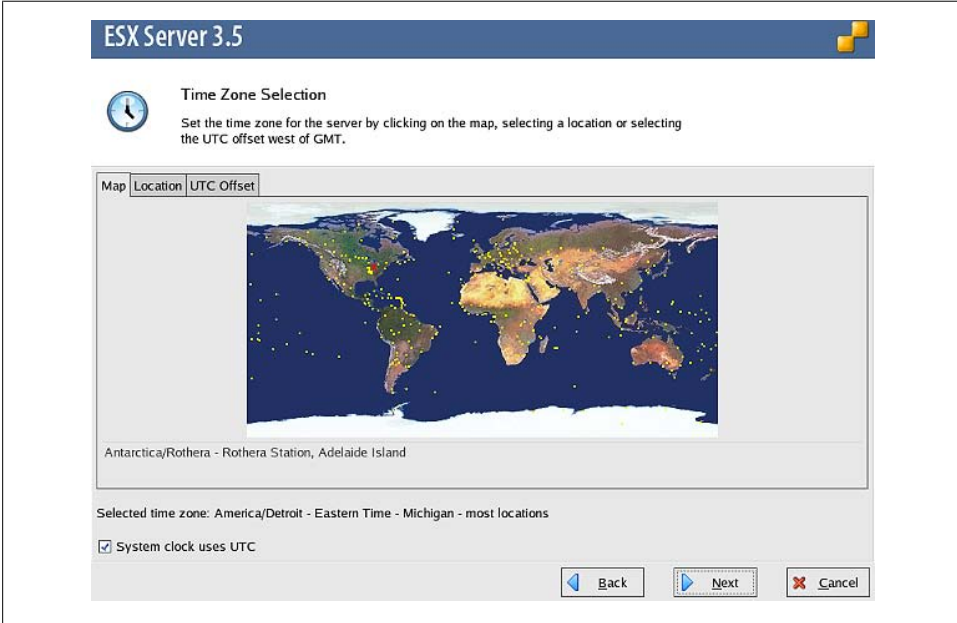 ESX Server 3.5
Time Zone Selection
Set the time zone for the server by clicking on the map, selecting a location or selecting
the UTC offset west of GMT.
Map Location UTC Offset
Antarctica/Rothera - Rothera Station, Adelaide Island
Selected time zone: America/Detroit - Eastern Time - Michigan - most locations
System clock uses UTC
Back Next Cancel